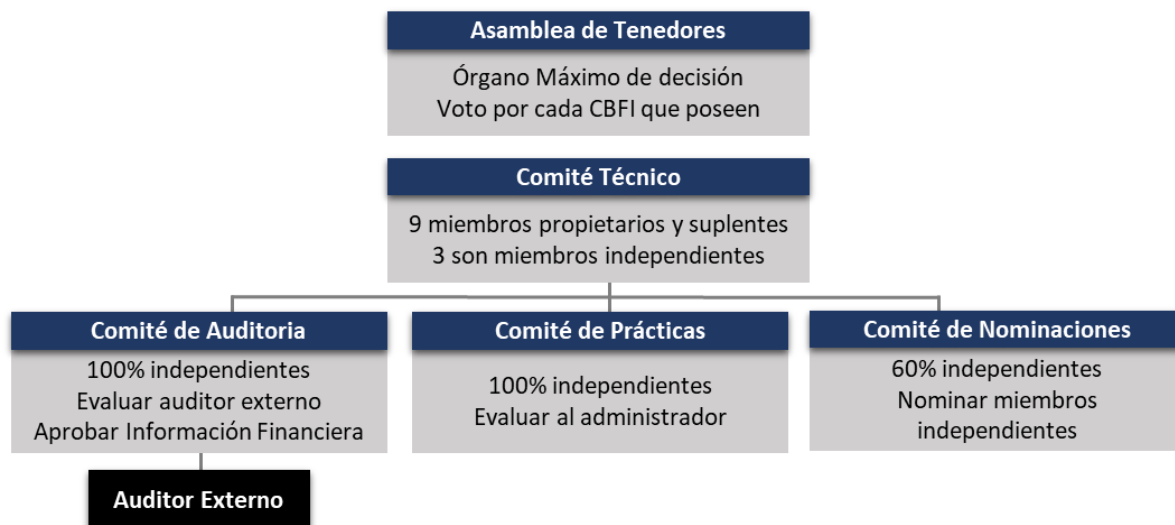 Asamblea de Tenedores
Órgano Máximo de decisión
Voto por cada CBFI que poseen
Comité Técnico
9 miembros propietarios y suplentes
3 son miembros independientes
Comité de Auditoria
100% independientes
Evaluar auditor externo
Aprobar Información Financiera
Auditor Externo
Comité de Prácticas
100% independientes
Evaluar al administrador
Comité de Nominaciones
60% independientes
Nominar miembros
independientes